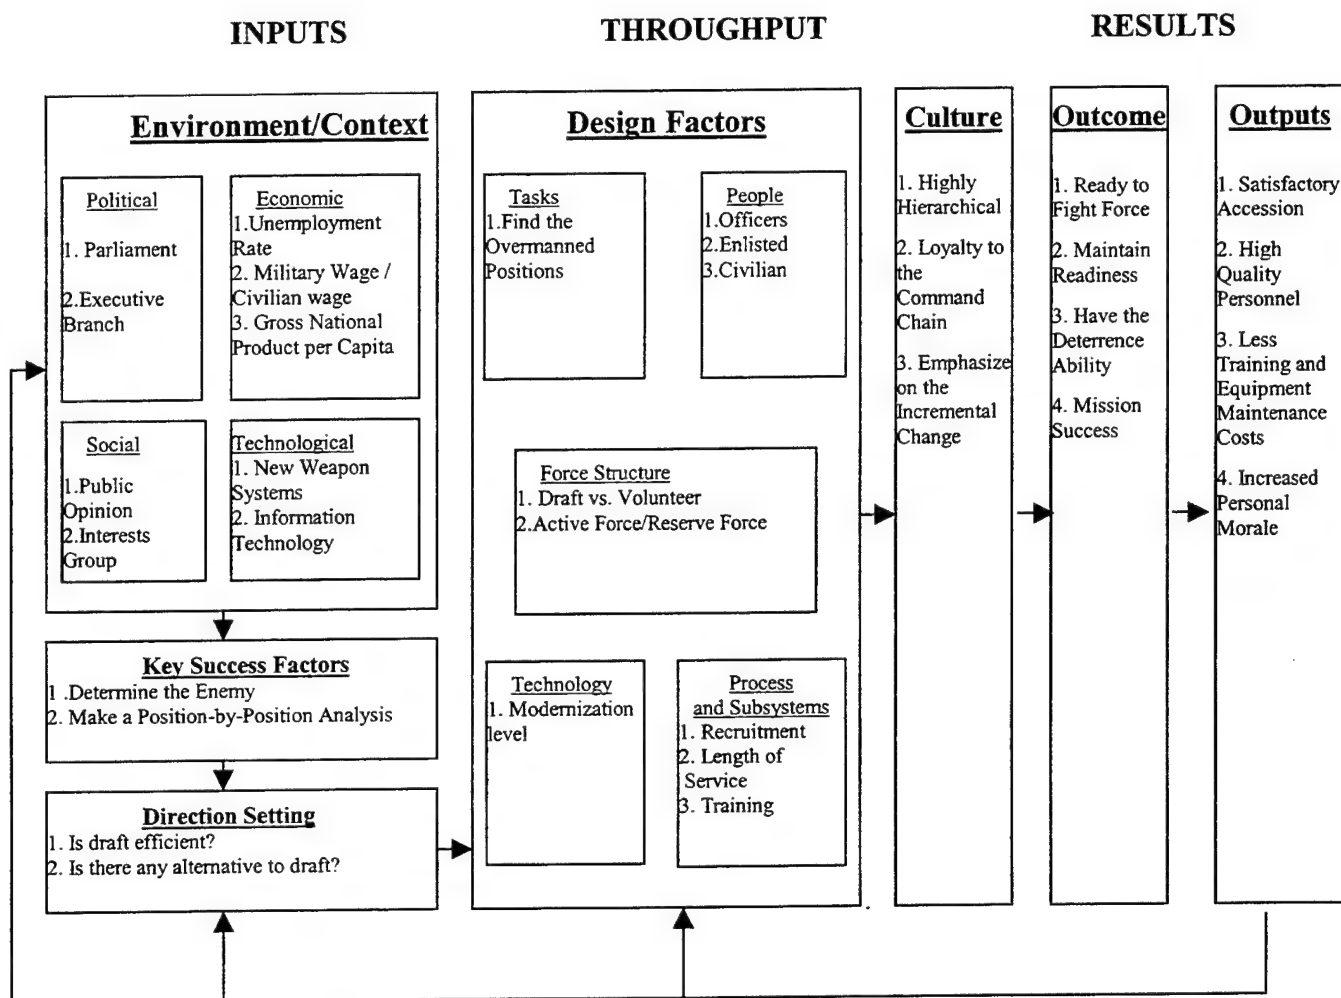 INPUTS
THROUGHPUT
RESULTS
Environment/Context
Political
1. Parliament
2.Executive
Branch
Economic
1.Unemployment
Rate
2. Military Wage /
Civilian wage
3. Gross National
Product per Capita
Social
1.Public
Opinion
2.Interests
Group
Technological
1. New Weapon
Systems
2. Information
Technology
Key Success Factors
1 .Determine the Enemy
2. Make a Position-by-Position Analysis
Direction Setting
1. Is draft efficient?
2. Is there any alternative to draft?
Design Factors
Tasks
1.Find the
Overmanned
Positions
People
1.Officers
2.Enlisted
3.Civilian
Force Structure
1. Draft vs. Volunteer
2.Active Force/Reserve Force
Technology
1. Modernization
level
Process
and Subsystems
1. Recruitment
2. Length of
Service
3. Training
Culture
1. Highly
Hierarchical
2. Loyalty to
the
Command
Chain
3. Emphasize
on the
Incremental
Change
Outcome
1. Ready to
Fight Force
2. Maintain
Readiness
3. Have the
Deterrence
Ability
4. Mission
Success
Outputs
1. Satisfactory
Accession
2. High
Quality
Personnel
3. Less
Training and
Equipment
Maintenance
Costs
4. Increased
Personal
Morale